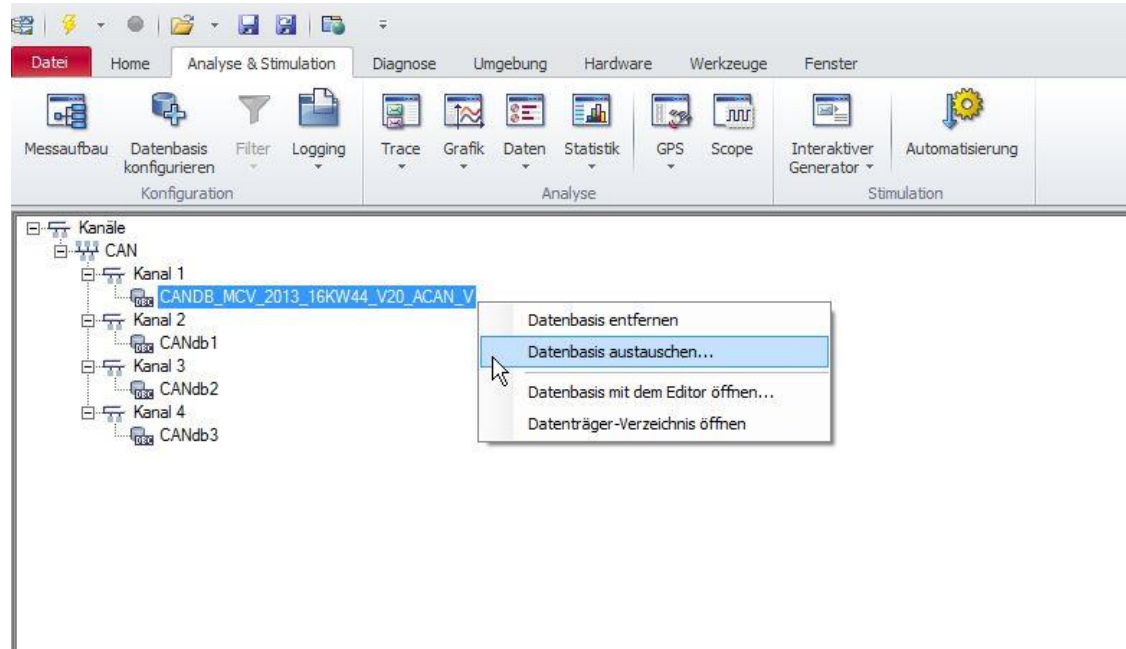 Datei Home Analyse & Stimulation Diagnose Umgebung Hardware Werkzeuge Fenster
Messaufbau Datenbasis konfigurieren Filter Logging Trace Grafik Daten Statistik GPS Scope Interaktiver Generator Automatisierung
Konfiguration Analyse Stimulation
Kanäle
CAN
Kanal 1
CANDB_MCV_2013_16KW44_V20_ACAN_V
Kanal 2
CANdb1
Kanal 3
CANdb2
Kanal 4
CANdb3
Datenbasis entfernen
Datenbasis austauschen...
Datenbasis mit dem Editor öffnen...
Datenträger-Verzeichnis öffnen